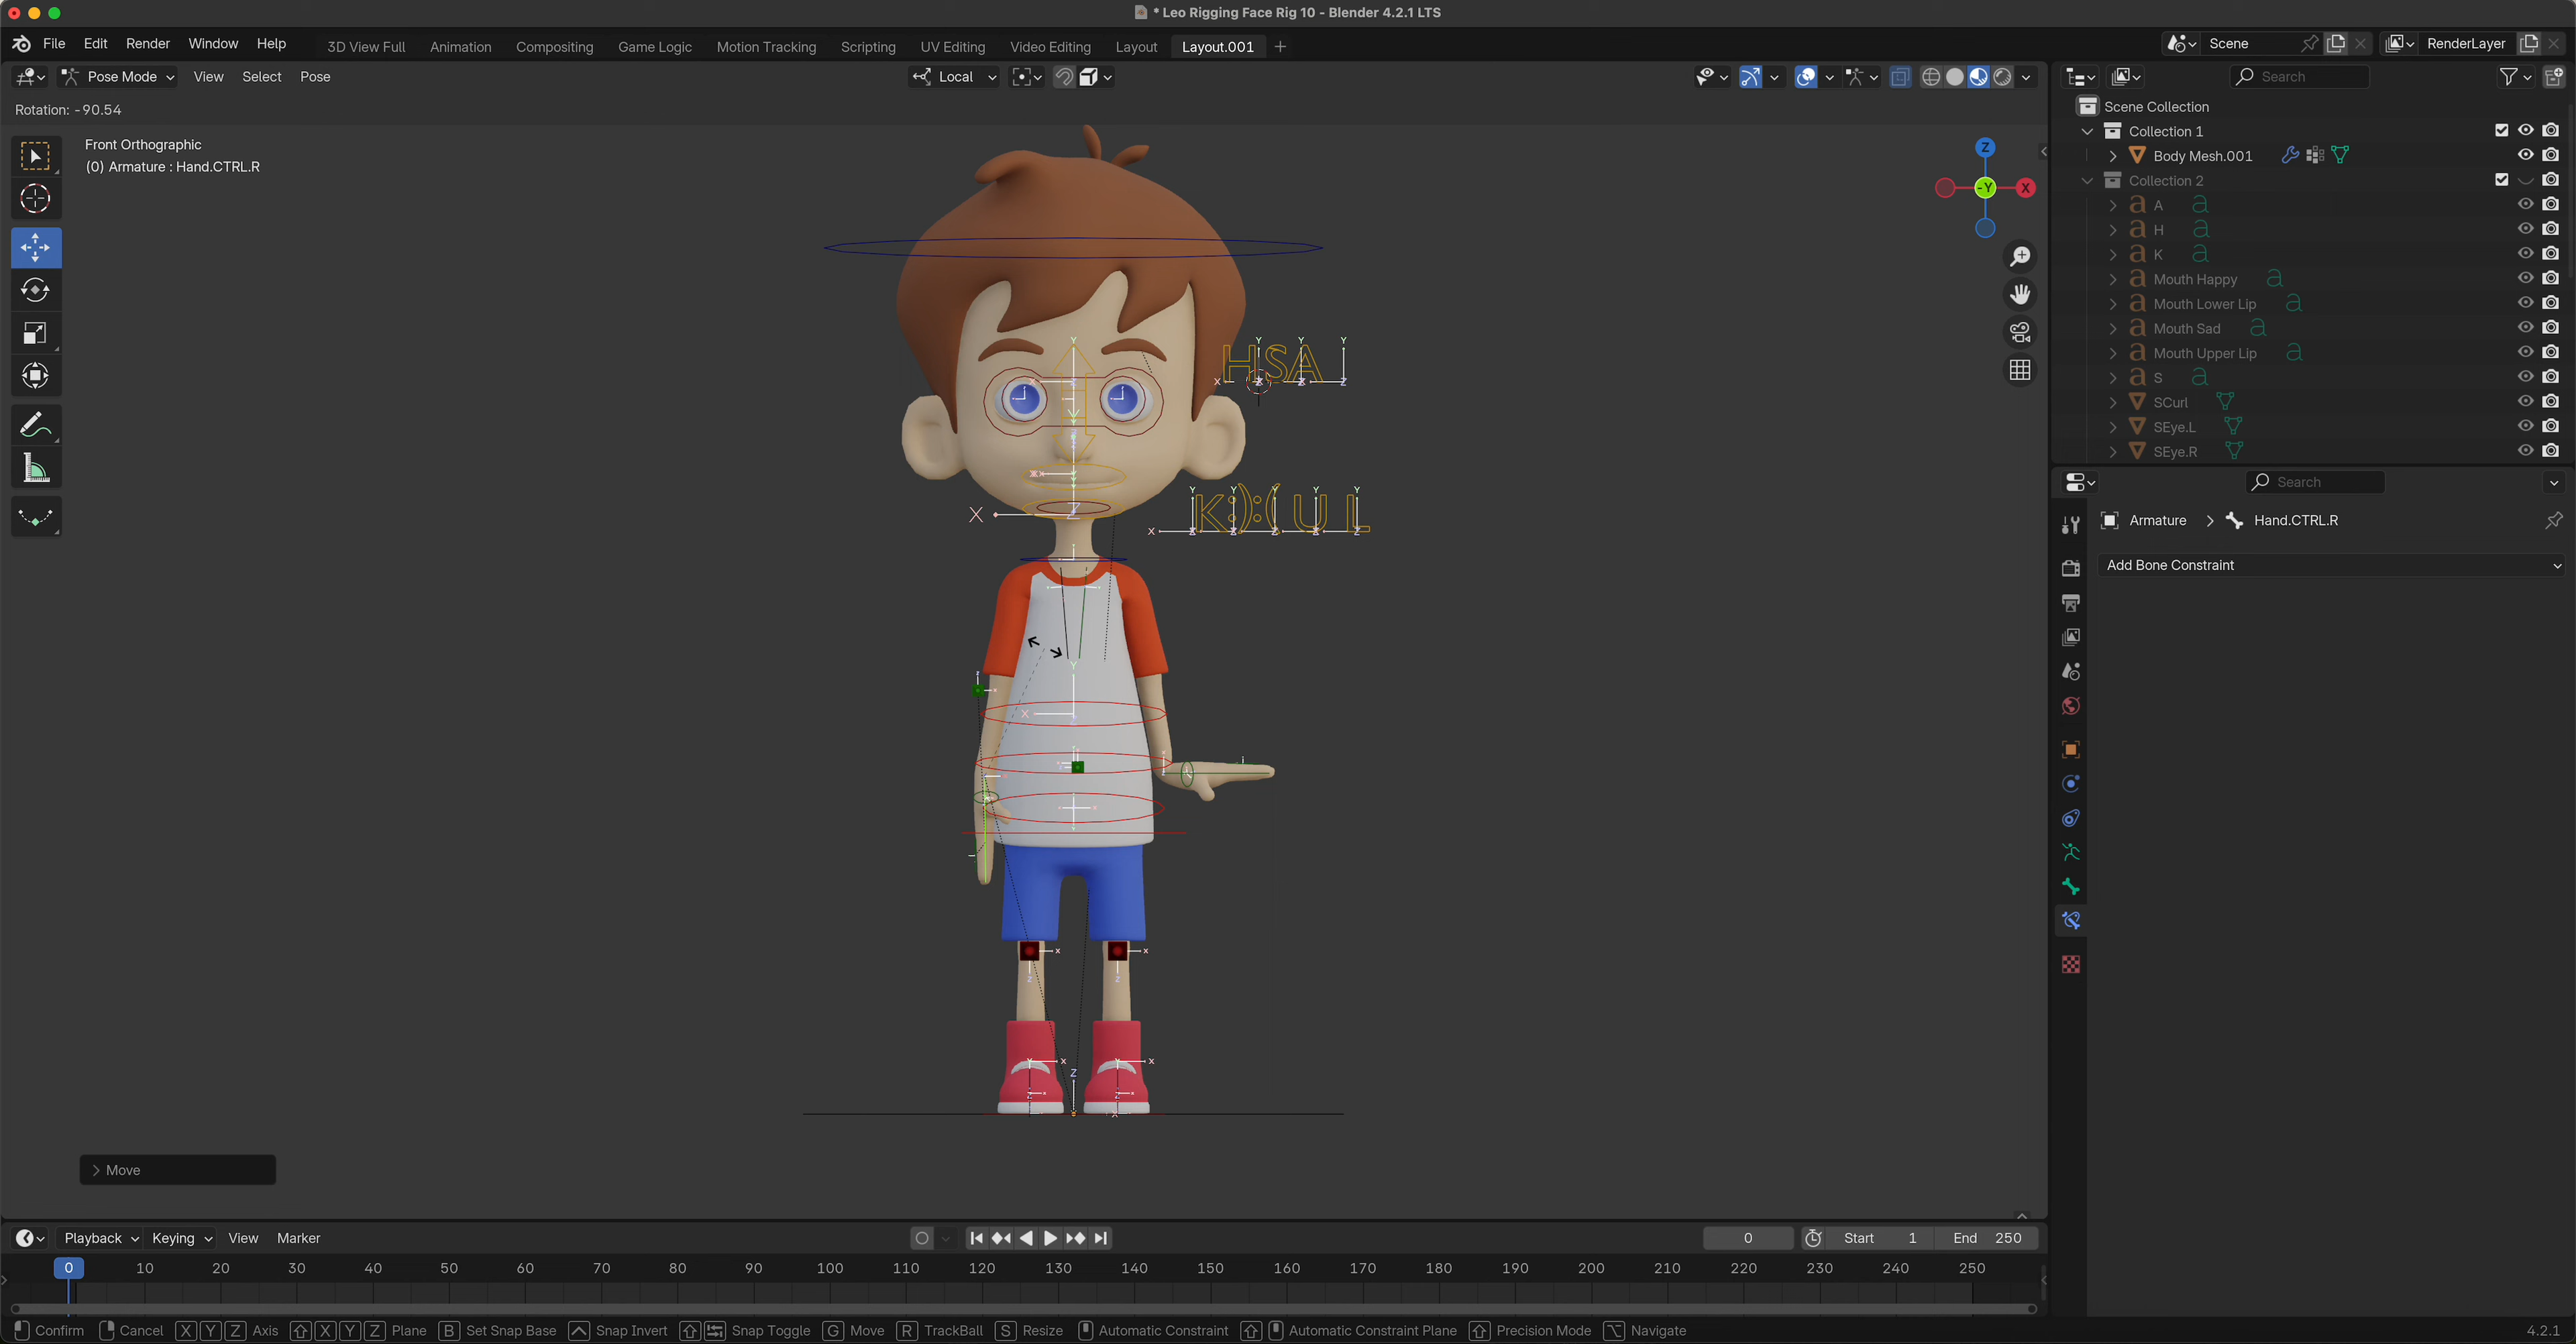 * Leo Rigging Face Rig 10 - Blender 4.2.1 LTS
File Edit Render Window Help 3D View Full Animation Compositing Game Logic Motion Tracking Scripting UV Editing Video Editing Layout Layout.001 Scene RenderLayer
Pose Mode View Select Pose Local Search
Rotation: -90.54
Front Orthographic
(0) Armature : Hand.CTRL.R
Z
-Y X
Scene Collection
Collection 1
Body Mesh.001
Collection 2
A
H
K
Mouth Happy
Mouth Lower Lip
Mouth Sad
Mouth Upper Lip
S
SCurl
SEye.L
SEye.R
HSA
K:):( U L
Search
Armature > Hand.CTRL.R
Add Bone Constraint
Move
Playback Keying View Marker 0 Start 1 End 250
0 10 20 30 40 50 60 70 80 90 100 110 120 130 140 150 160 170 180 190 200 210 220 230 240 250
Confirm Cancel X Y Z Axis X Y Z Plane B Set Snap Base Snap Invert Snap Toggle G Move R TrackBall S Resize Automatic Constraint Automatic Constraint Plane Precision Mode Navigate 4.2.1